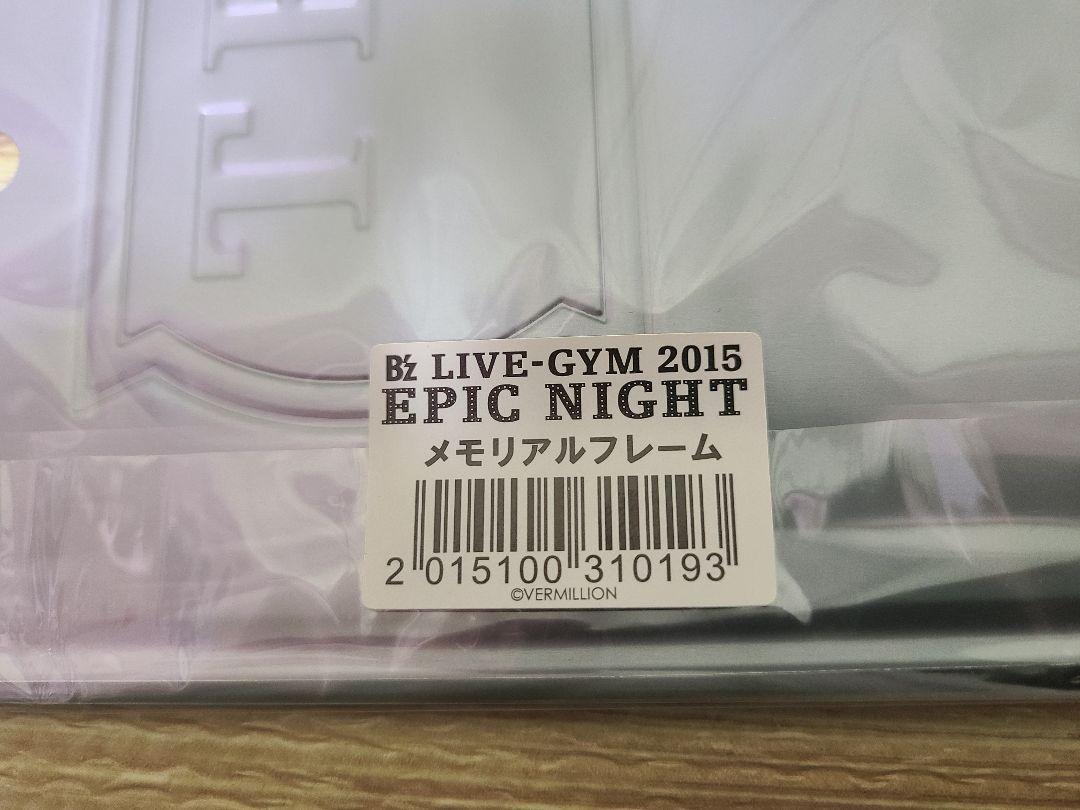 B'z LIVE-GYM 2015
EPIC NIGHT
メモリアルフレーム
2 015100 310193
©VERMILLION